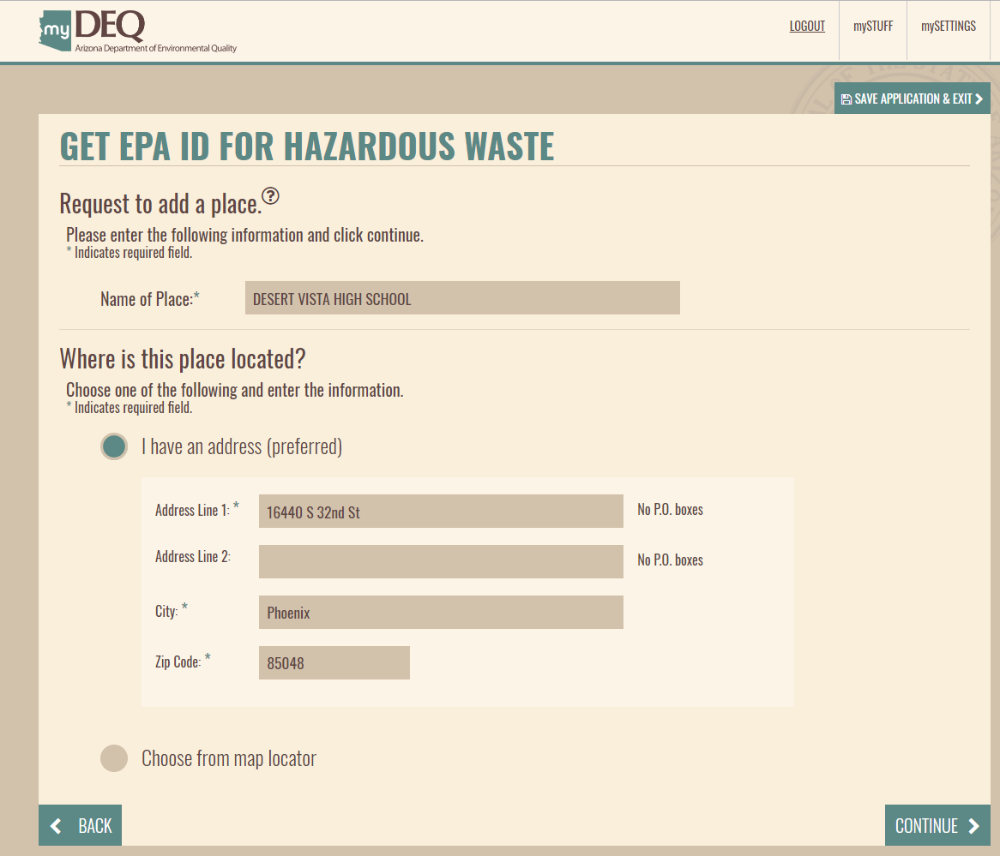 my DEQ
Arizona Department of Environmental Quality
LOGOUT
mySTUFF
mySETTINGS
SAVE APPLICATION & EXIT
GET EPA ID FOR HAZARDOUS WASTE
Request to add a place.?
Please enter the following information and click continue.
* Indicates required field.
Name of Place:* DESERT VISTA HIGH SCHOOL
Where is this place located?
Choose one of the following and enter the information.
* Indicates required field.
I have an address (preferred)
Address Line 1: * 16440 S 32nd St No P.O. boxes
Address Line 2: No P.O. boxes
City: * Phoenix
Zip Code: * 85048
Choose from map locator
BACK
CONTINUE